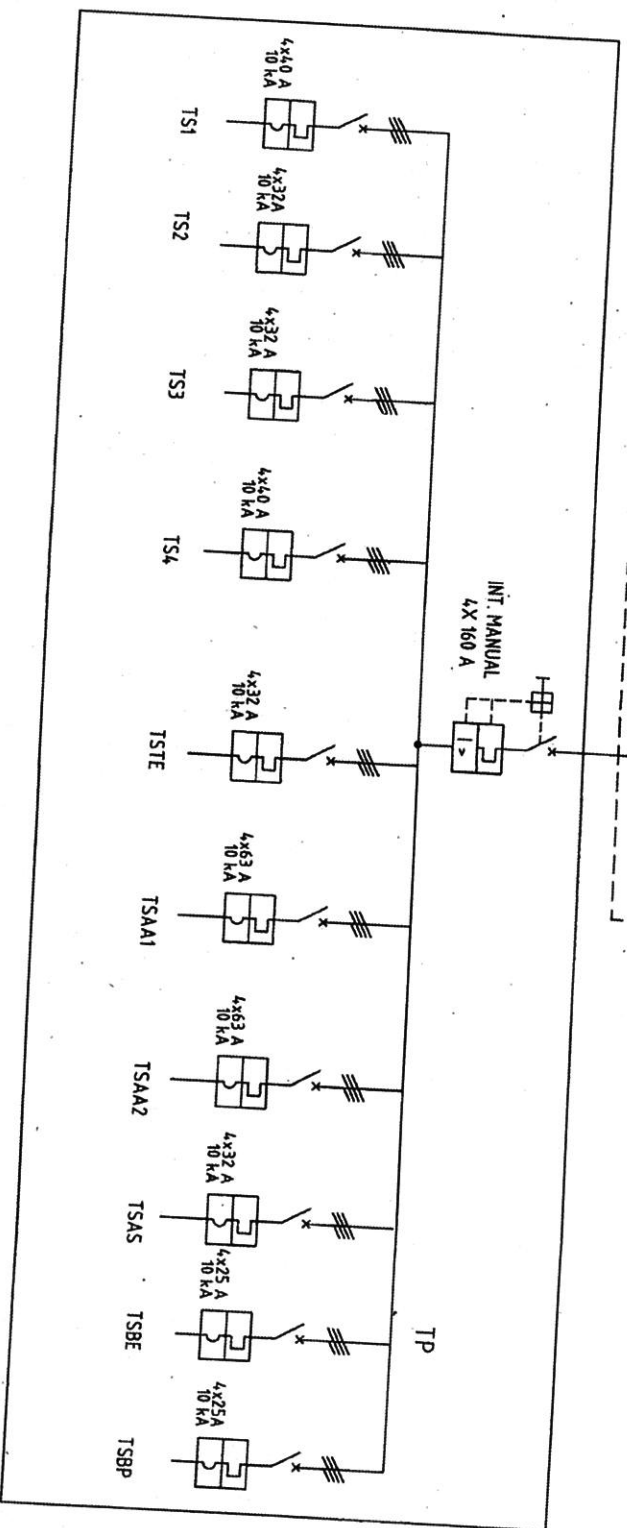 INT. MANUAL
4X 160 A
TP
4x40 A
10 kA
TS1
4x32A
10 kA
TS2
4x32 A
10 kA
TS3
4x40 A
10 kA
TS4
4x32 A
10 kA
TSTE
4x63 A
10 kA
TSAA1
4x63 A
10 kA
TSAA2
4x32 A
10 kA
TSAS
4x25 A
10 kA
TSBE
4x25A
10 kA
TSBP
I >